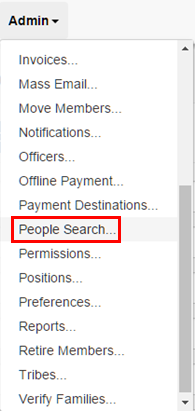 Admin
Invoices...
Mass Email...
Move Members...
Notifications...
Officers...
Offline Payment...
Payment Destinations...
People Search...
Permissions...
Positions...
Preferences...
Reports...
Retire Members...
Tribes...
Verify Families...